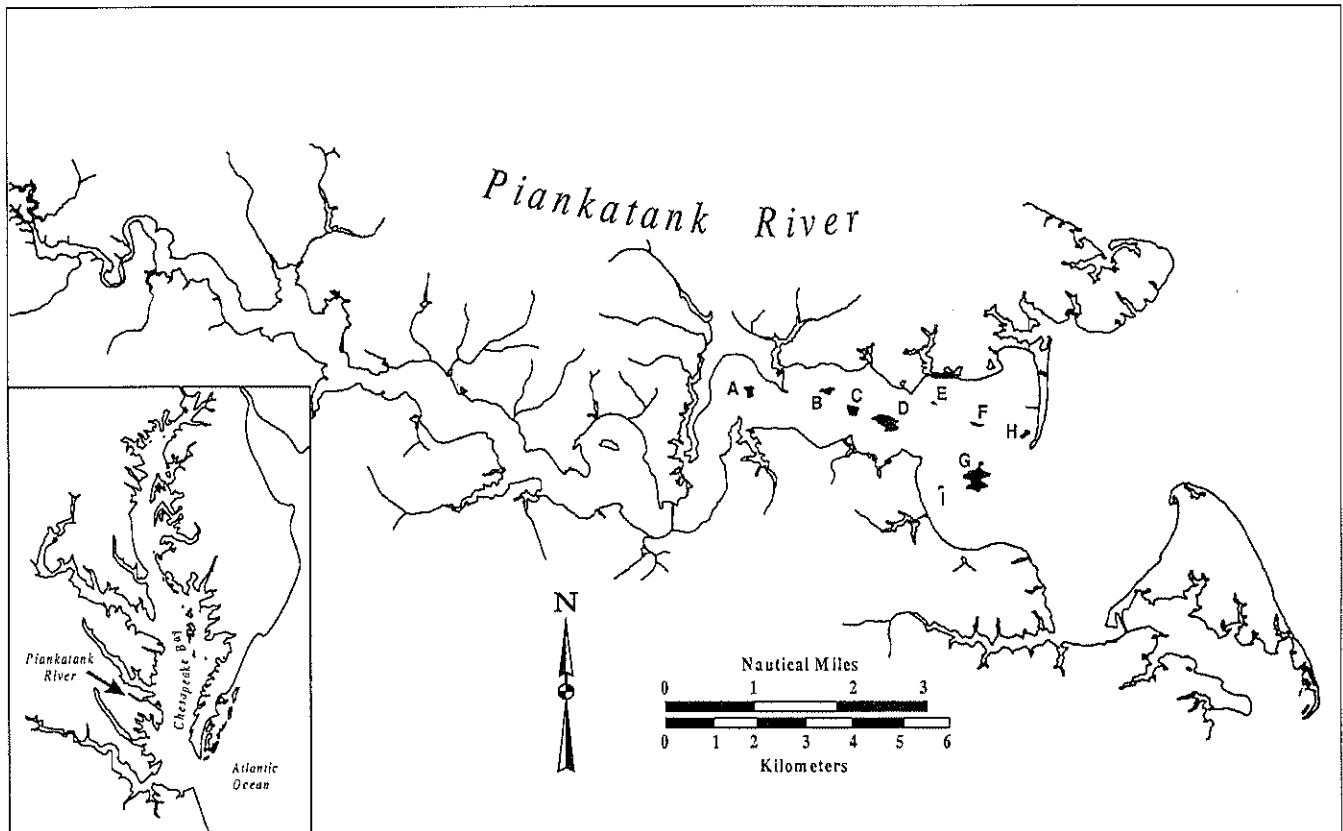 Piankatank River
A
B
C
D
E
F
H
G
I
N
Nautical Miles
0 1 2 3
0 1 2 3 4 5 6
Kilometers
Chesapeake Bay
Piankatank
River
Atlantic
Ocean